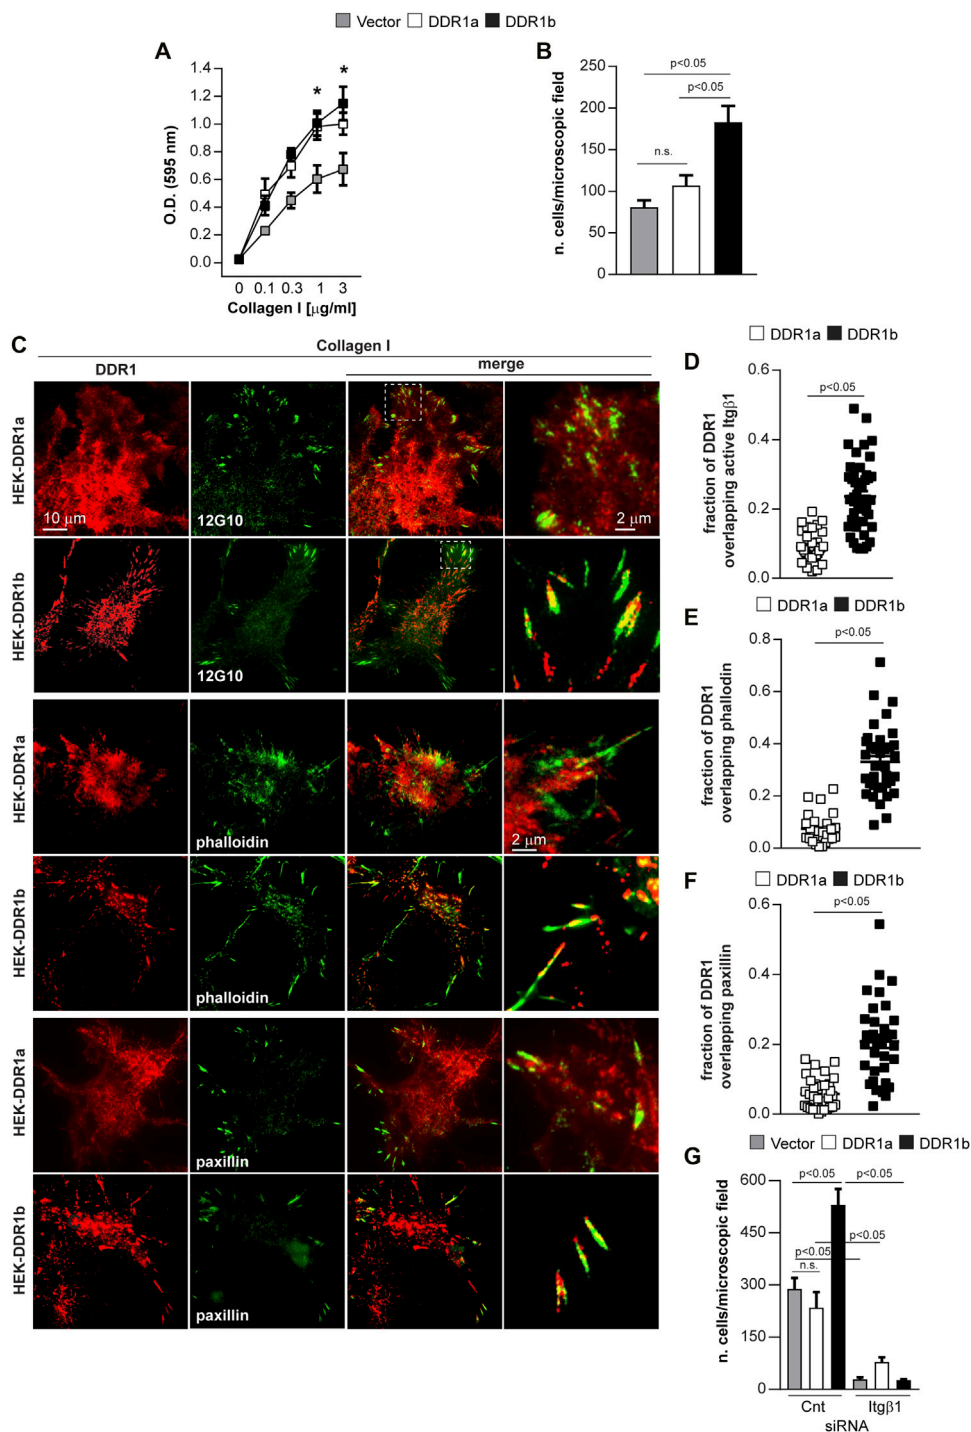 Vector DDR1a DDR1b
A
1.4
1.2
1.0
0.8
0.6
0.4
0.2
0.0
O.D. (595 nm)
* *
0 0.1 0.3 1 3
Collagen I [µg/ml]
B
250
200
150
100
50
0
n. cells/microscopic field
p<0.05
p<0.05
n.s.
C
Collagen I
DDR1 merge
HEK-DDR1a
10 µm
12G10
2 µm
HEK-DDR1b
12G10
HEK-DDR1a
phalloidin
2 µm
HEK-DDR1b
phalloidin
HEK-DDR1a
paxillin
HEK-DDR1b
paxillin
DDR1a DDR1b
D
0.6
0.4
0.2
0.0
fraction of DDR1
overlapping active Itgβ1
p<0.05
DDR1a DDR1b
E
0.8
0.6
0.4
0.2
0.0
fraction of DDR1
overlapping phallodin
p<0.05
F
DDR1a DDR1b
0.6
0.4
0.2
0.0
fraction of DDR1
overlapping paxillin
p<0.05
Vector DDR1a DDR1b
G
600
450
300
150
0
n. cells/microscopic field
p<0.05 p<0.05
p<0.05
p<0.05
n.s.
Cnt Itgβ1
siRNA